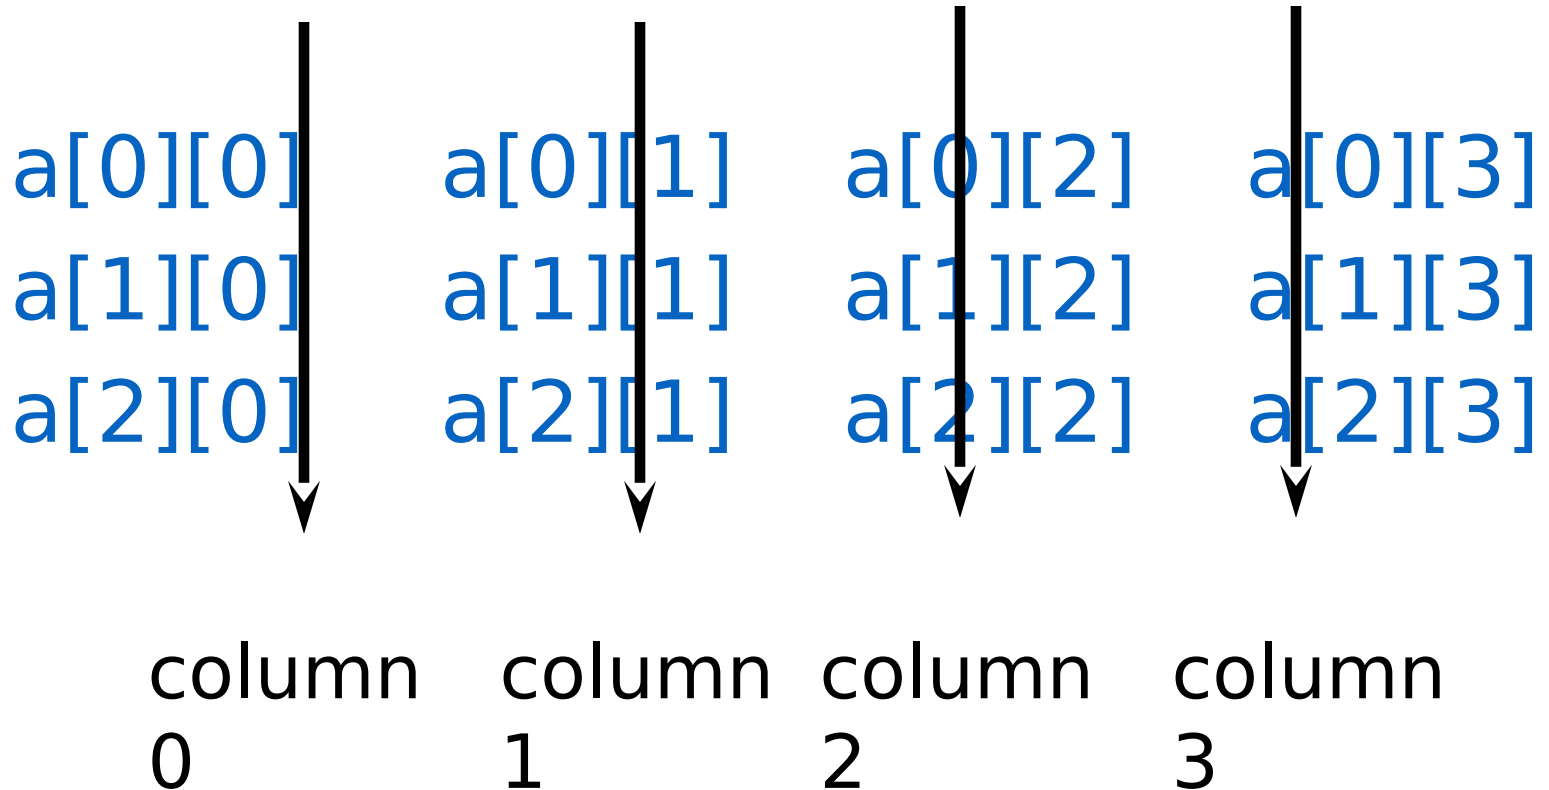 a[0][0] a[0][1] a[0][2] a[0][3]
a[1][0] a[1][1] a[1][2] a[1][3]
a[2][0] a[2][1] a[2][2] a[2][3]
column column column column
0 1 2 3